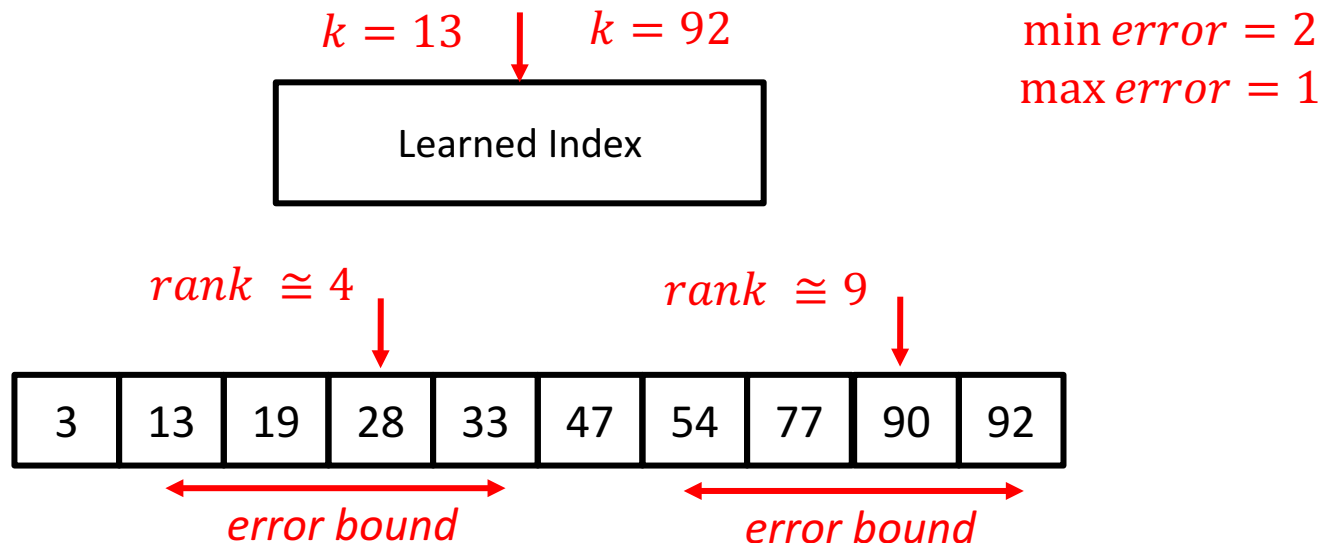 k = 13 k = 92
min error = 2
max error = 1
Learned Index
rank ≅ 4
rank ≅ 9
3 13 19 28 33 47 54 77 90 92
error bound
error bound